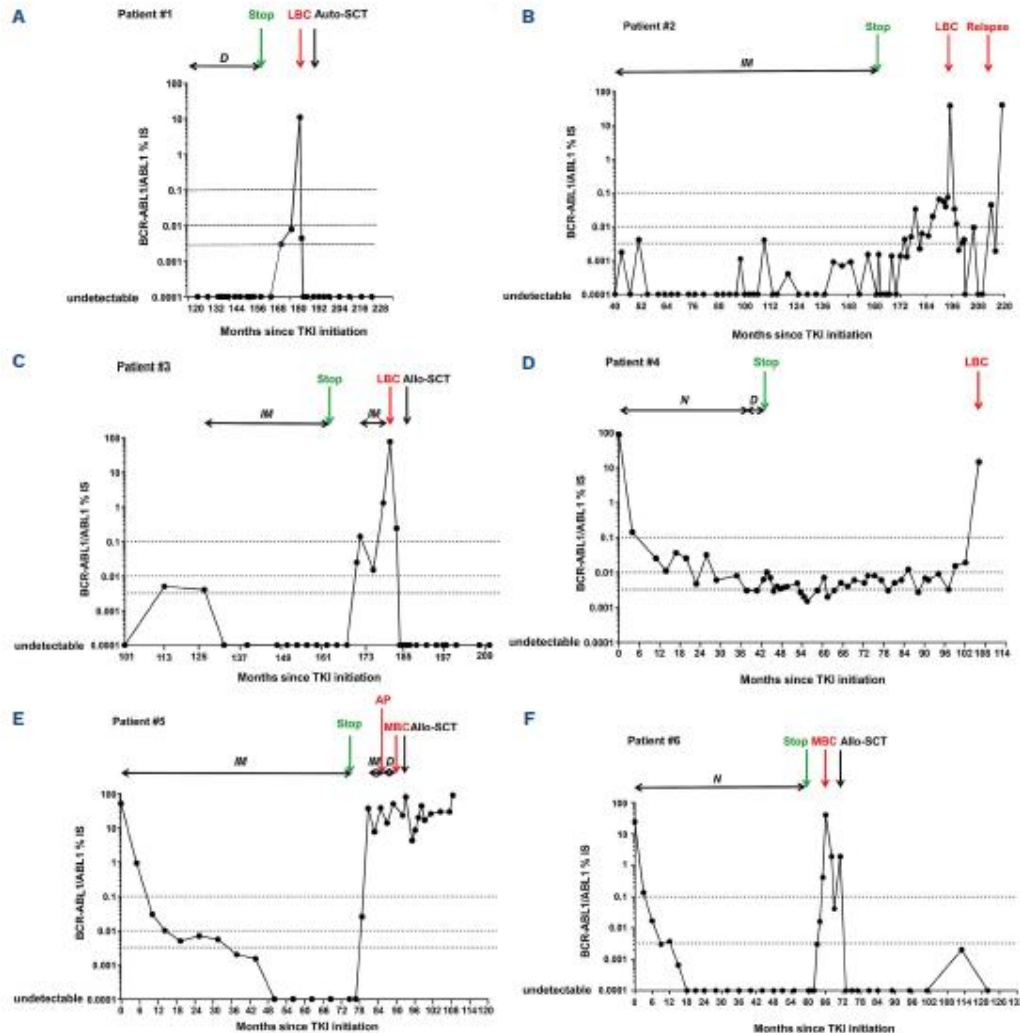 A
Patient #1
Stop
LBC
Auto-SCT
D
BCR-ABL1/ABL1 % IS
100
10
1
0.1
0.01
0.001
undetectable 0.0001
120 132 144 156 168 180 192 204 216 228
Months since TKI initiation
B
Patient #2
Stop
LBC
Relapse
IM
BCR-ABL1/ABL1 % IS
100
10
1
0.1
0.01
0.001
undetectable 0.0001
40 52 64 76 88 100 112 124 136 148 160 172 184 196 208 220
Months since TKI initiation
C
Patient #3
Stop
LBC
Allo-SCT
IM
IM
BCR-ABL1/ABL1 % IS
100
10
1
0.1
0.01
0.001
undetectable 0.0001
101 113 125 137 149 161 173 185 197 209
Months since TKI initiation
D
Patient #4
Stop
LBC
N
D
BCR-ABL1/ABL1 % IS
100
10
1
0.1
0.01
0.001
undetectable 0.0001
0 6 12 18 24 30 36 42 48 54 60 66 72 78 84 90 96 102 108 114
Months since TKI initiation
E
Patient #5
AP
Stop
MBC
Allo-SCT
IM
IM
D
BCR-ABL1/ABL1 % IS
100
10
1
0.1
0.01
0.001
undetectable 0.0001
0 6 12 18 24 30 36 42 48 54 60 66 72 78 84 90 96 102 108 114 120
Months since TKI initiation
F
Patient #6
Stop
MBC
Allo-SCT
N
BCR-ABL1/ABL1 % IS
100
10
1
0.1
0.01
0.001
undetectable 0.0001
0 6 12 18 24 30 36 42 48 54 60 66 72 78 84 90 96 102 114 120 126
Months since TKI initiation